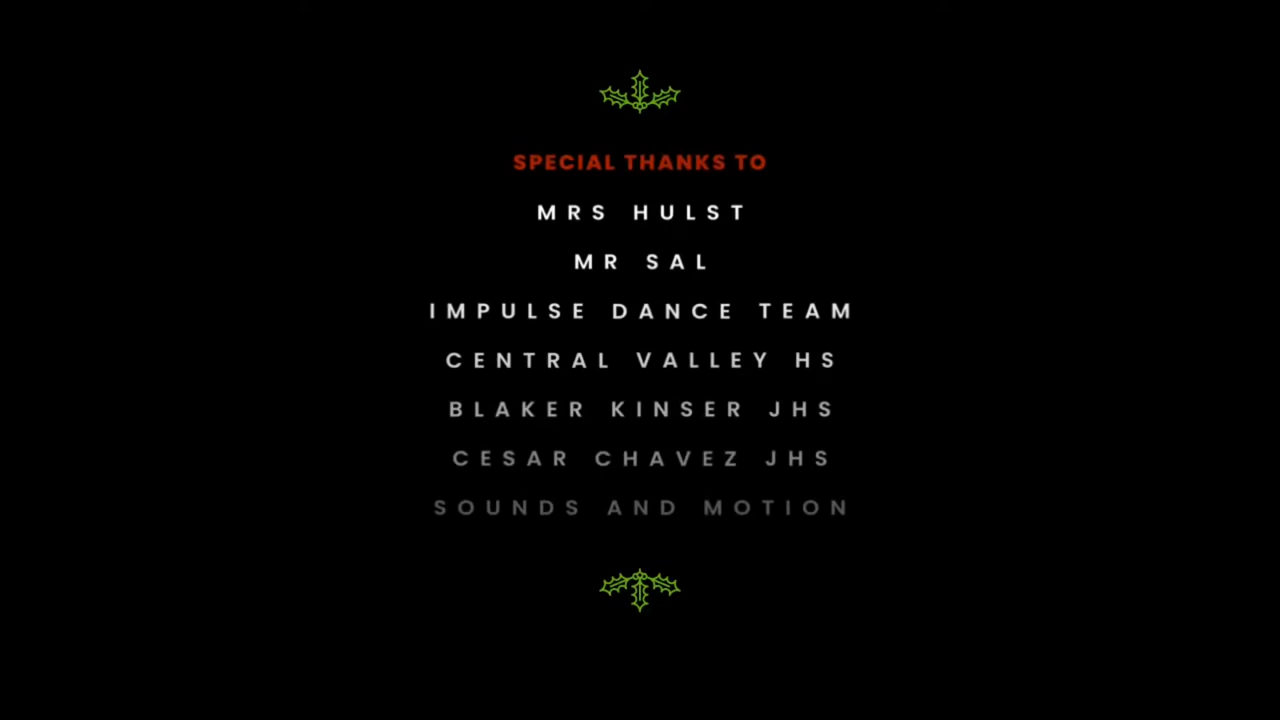 SPECIAL THANKS TO
MRS HULST
MR SAL
IMPULSE DANCE TEAM
CENTRAL VALLEY HS
BLAKER KINSER JHS
CESAR CHAVEZ JHS
SOUNDS AND MOTION